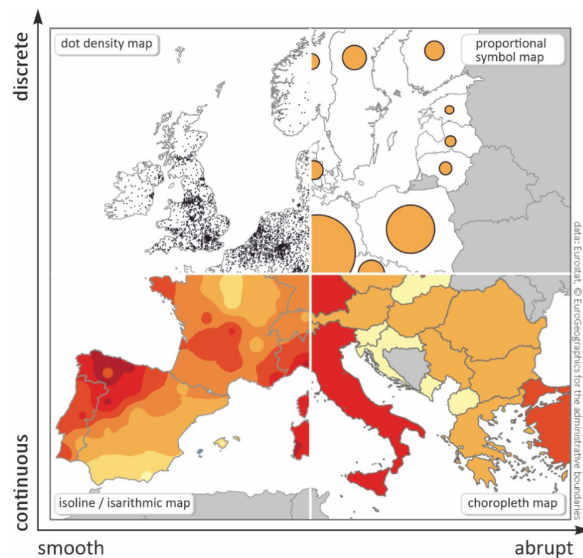 discrete
dot density map
proportional
symbol map
data: Eurostat, © EuroGeographics for the administrative boundaries
continuous
isoline / isarithmic map
choropleth map
smooth
abrupt